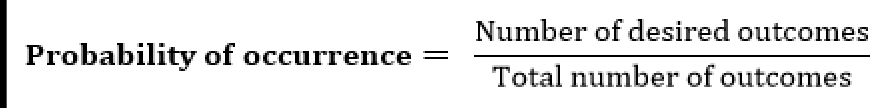 Probability of occurrence = Number of desired outcomes
Total number of outcomes